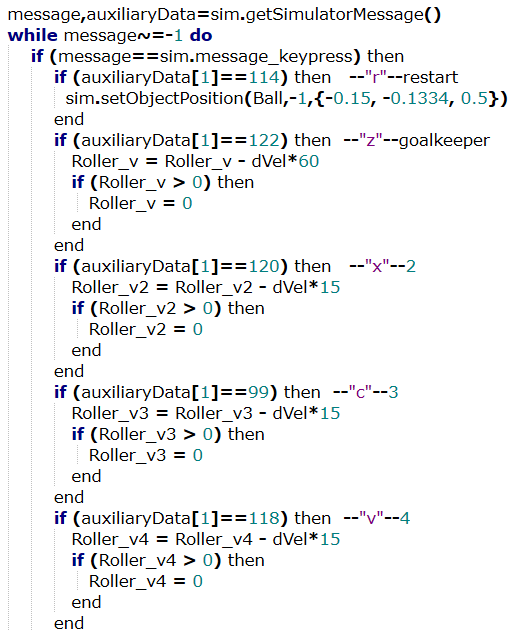 message,auxiliaryData=sim.getSimulatorMessage()
while message~=-1 do
if (message==sim.message_keypress) then
if (auxiliaryData[1]==114) then --"r"--restart
sim.setObjectPosition(Ball,-1,{-0.15, -0.1334, 0.5})
end
if (auxiliaryData[1]==122) then --"z"--goalkeeper
Roller_v = Roller_v - dVel*60
if (Roller_v > 0) then
Roller_v = 0
end
end
if (auxiliaryData[1]==120) then --"x"--2
Roller_v2 = Roller_v2 - dVel*15
if (Roller_v2 > 0) then
Roller_v2 = 0
end
end
if (auxiliaryData[1]==99) then --"c"--3
Roller_v3 = Roller_v3 - dVel*15
if (Roller_v3 > 0) then
Roller_v3 = 0
end
end
if (auxiliaryData[1]==118) then --"v"--4
Roller_v4 = Roller_v4 - dVel*15
if (Roller_v4 > 0) then
Roller_v4 = 0
end
end